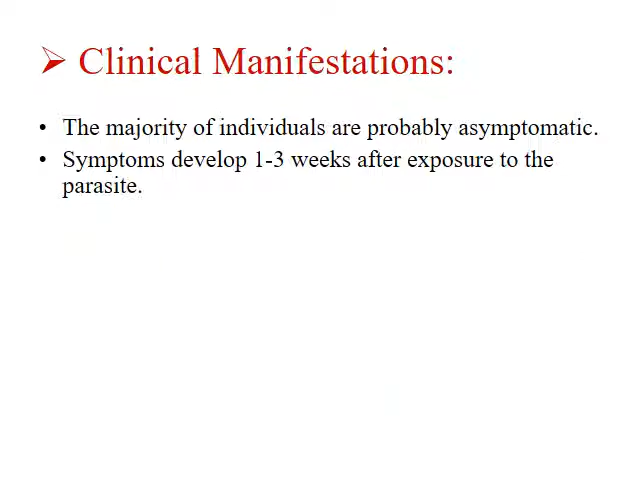 ➢ Clinical Manifestations:
• The majority of individuals are probably asymptomatic.
• Symptoms develop 1-3 weeks after exposure to the
parasite.